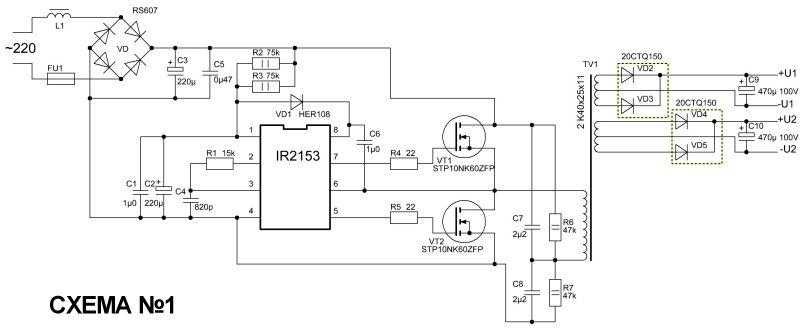 RS607
L1
VD
~220
FU1
C3
220µ
C5
0µ47
R2 75k
R3 75k
VD1 HER108
TV1
2 K40x25x11
20CTQ150
VD2
VD3
+U1
C9
470µ 100V
-U1
20CTQ150
VD4
VD5
+U2
C10
470µ 100V
-U2
1
8
C6
1µ0
IR2153
R1 15k
2
7
R4 22
VT1
STP10NK60ZFP
C1
1µ0
C2
220µ
C4
820p
3
6
4
5
R5 22
VT2
STP10NK60ZFP
C7
2µ2
R6
47k
C8
2µ2
R7
47k
СХЕМА №1